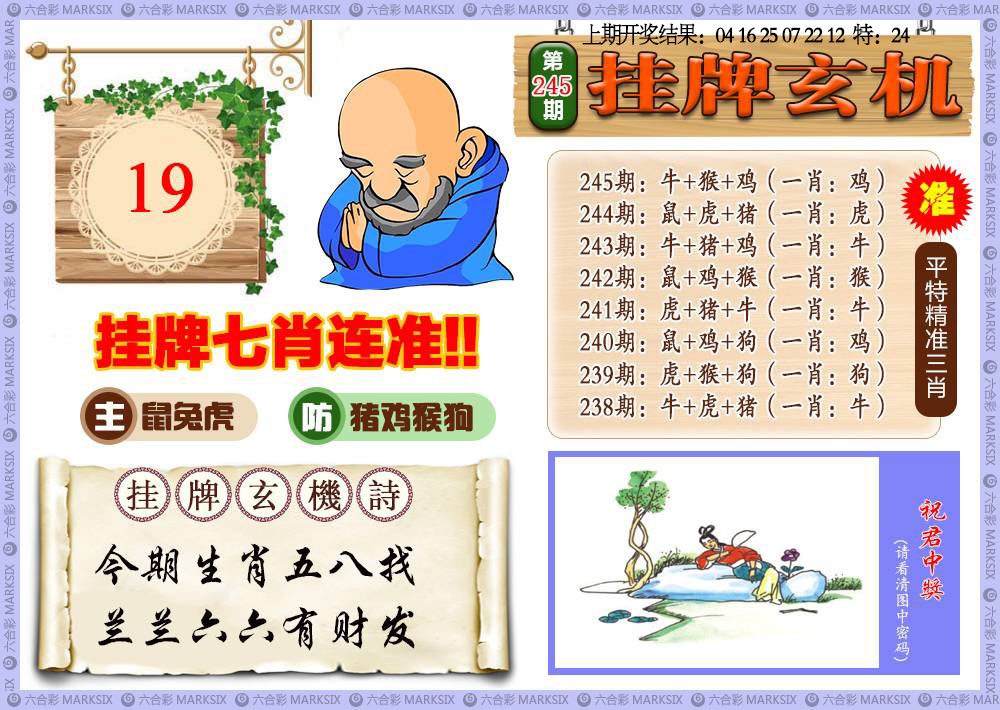 六合彩 MARKSIX
上期开奖结果：04 16 25 07 22 12 特：24
第
245
期
挂牌玄机
19
挂牌七肖连准!!
主 鼠兔虎
防 猪鸡猴狗
245期：牛+猴+鸡（一肖：鸡）
244期：鼠+虎+猪（一肖：虎）
243期：牛+猪+鸡（一肖：牛）
242期：鼠+鸡+猴（一肖：猴）
241期：虎+猪+牛（一肖：牛）
240期：鼠+鸡+狗（一肖：鸡）
239期：虎+猴+狗（一肖：狗）
238期：牛+虎+猪（一肖：牛）
准
平特精准三肖
挂牌玄機詩
今期生肖五八找
兰兰六六有财发
祝君中獎
（请看清图中密码）